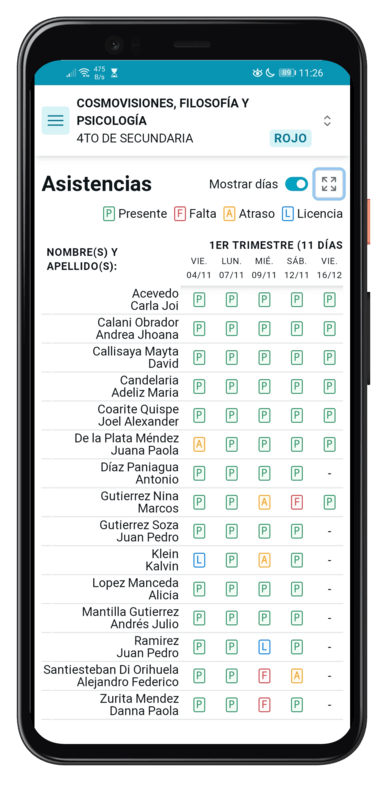 475
B/s
89
11:26
COSMOVISIONES, FILOSOFÍA Y
PSICOLOGÍA
4TO DE SECUNDARIA
ROJO
Asistencias
Mostrar días
P Presente F Falta A Atraso L Licencia
NOMBRE(S) Y
APELLIDO(S):
1ER TRIMESTRE (11 DÍAS
VIE. LUN. MIÉ. SÁB. VIE.
04/11 07/11 09/11 12/11 16/12
Acevedo
Carla Joi P P P P P
Calani Obrador
Andrea Jhoana P P P P P
Callisaya Mayta
David P P P P P
Candelaria
Adeliz Maria P P P P P
Coarite Quispe
Joel Alexander P P P P P
De la Plata Méndez
Juana Paola A P P P P
Díaz Paniagua
Antonio P P P P -
Gutierrez Nina
Marcos P P A F P
Gutierrez Soza
Juan Pedro P P P P -
Klein
Kalvin L P A P -
Lopez Manceda
Alicia P P P P -
Mantilla Gutierrez
Andrés Julio P P P P -
Ramirez
Juan Pedro P P L P -
Santiesteban Di Orihuela
Alejandro Federico P P F A -
Zurita Mendez
Danna Paola P P F P -